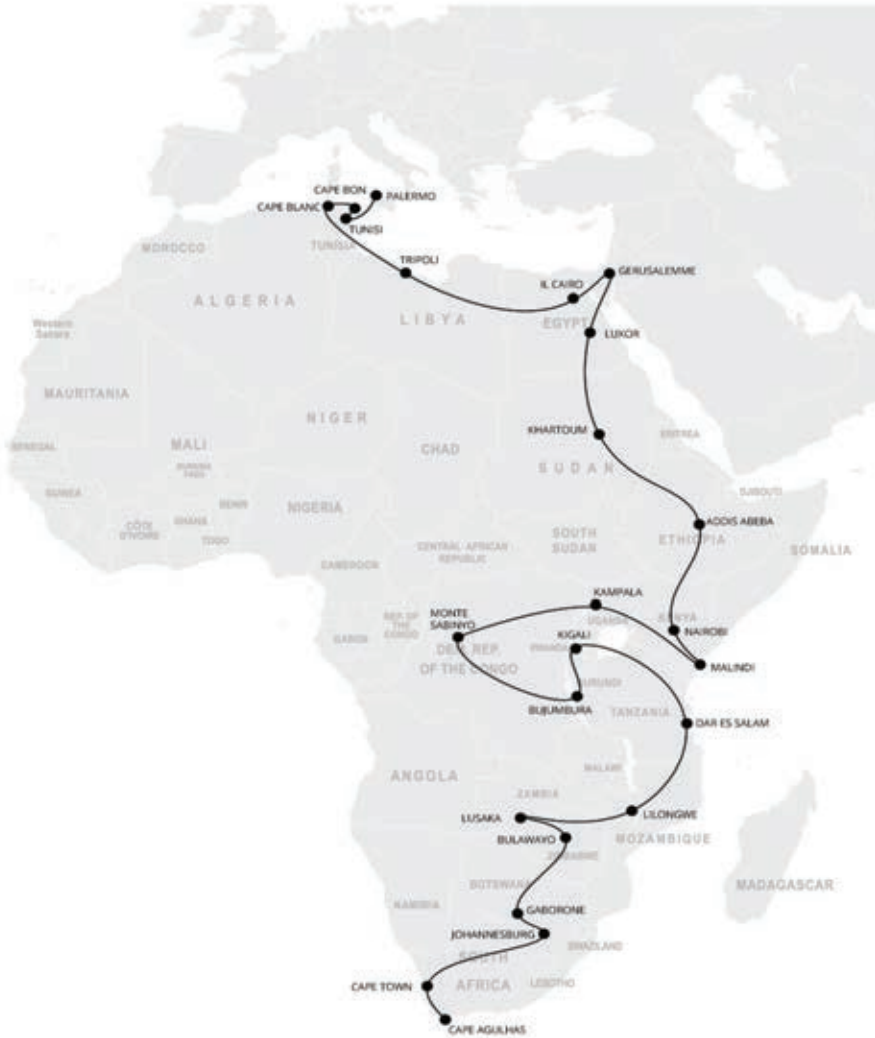 CAPE BON
PALERMO
CAPE BLANC
TUNISI
MOROCCO
TUNISIA
TRIPOLI
GERUSALEMME
ALGERIA
IL CAIRO
LIBYA
EGYPT
Western
Sahara
LUXOR
MAURITANIA
NIGER
MALI
CHAD
KHARTOUM
ERITREA
SENEGAL
BURKINA
FASO
SUDAN
GUINEA
BENIN
NIGERIA
DJIBOUTI
CÔTE
D'IVOIRE
GHANA
TOGO
ADDIS ABEBA
SOUTH
SUDAN
ETHIOPIA
CENTRAL AFRICAN
REPUBLIC
SOMALIA
CAMEROON
KAMPALA
MONTE
SABINYO
REP. OF
THE
CONGO
UGANDA
KENYA
NAIROBI
GABON
KIGALI
RWANDA
DEM. REP.
OF THE CONGO
MALINDI
BURUNDI
BUJUMBURA
TANZANIA
DAR ES SALAM
ANGOLA
MALAWI
ZAMBIA
LUSAKA
LILONGWE
BULAWAYO
MOZAMBIQUE
ZIMBABWE
BOTSWANA
MADAGASCAR
NAMIBIA
GABORONE
JOHANNESBURG
SWAZILAND
SOUTH
AFRICA
CAPE TOWN
LESOTHO
CAPE AGULHAS